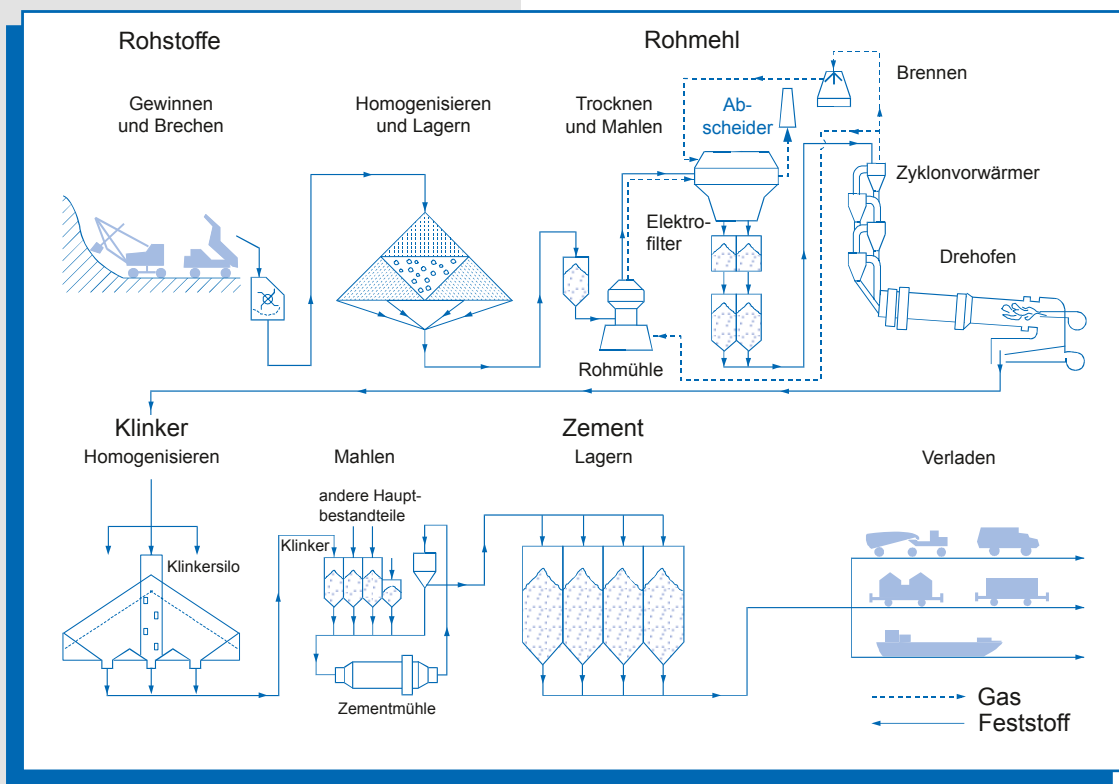 Rohstoffe
Rohmehl
Gewinnen
und Brechen
Homogenisieren
und Lagern
Trocknen
und Mahlen
Ab-
scheider
Brennen
Zyklonvorwärmer
Elektro-
filter
Drehofen
Rohmühle
Klinker
Homogenisieren
Mahlen
Zement
Lagern
Verladen
andere Haupt-
bestandteile
Klinker
Klinkersilo
Zementmühle
Gas
Feststoff